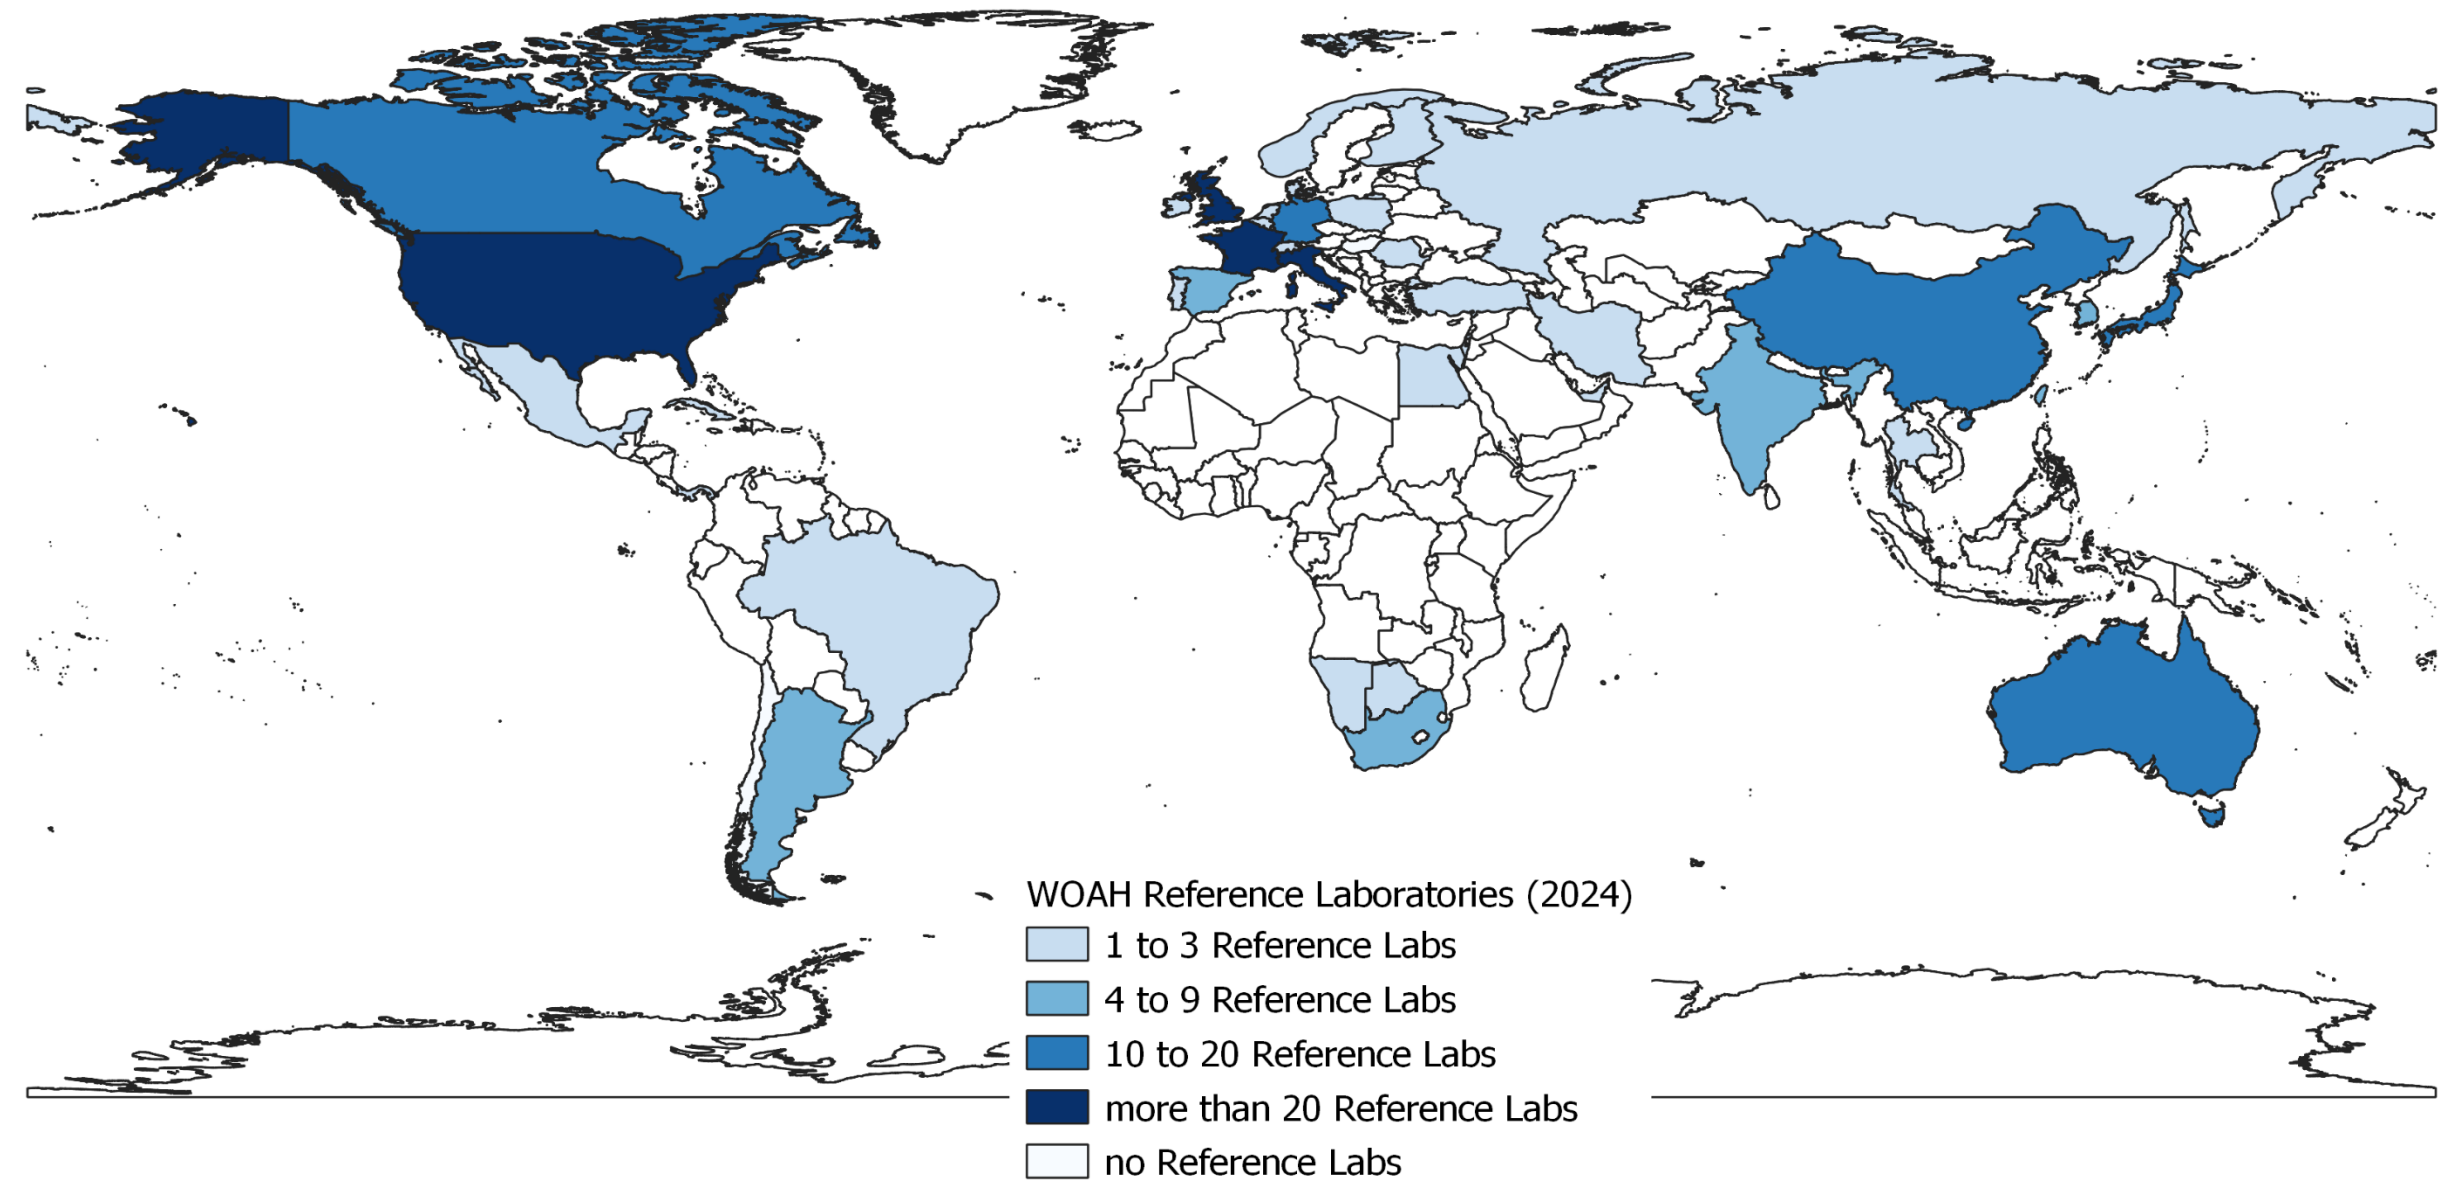 WOAH Reference Laboratories (2024)
1 to 3 Reference Labs
4 to 9 Reference Labs
10 to 20 Reference Labs
more than 20 Reference Labs
no Reference Labs